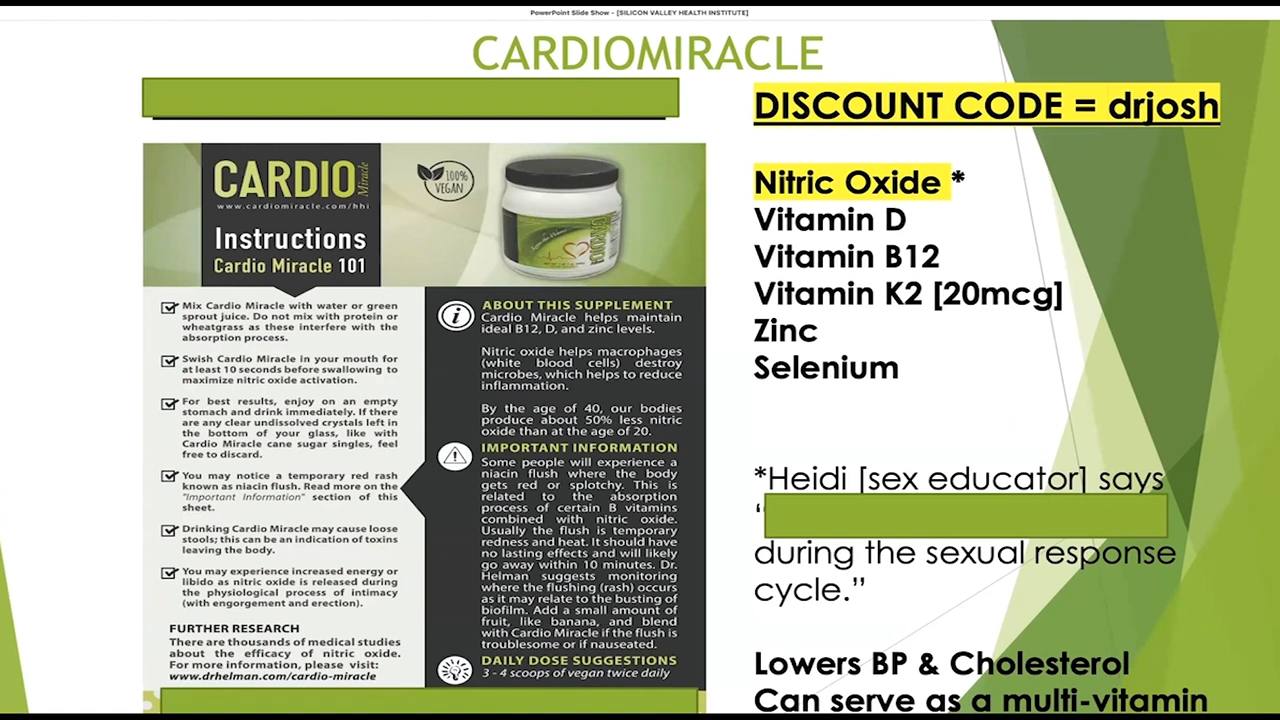 PowerPoint Slide Show - [SILICON VALLEY HEALTH INSTITUTE]
CARDIOMIRACLE
DISCOUNT CODE = drjosh
CARDIO
Miracle
www.cardiomiracle.com/hhi
Instructions
Cardio Miracle 101
100%
VEGAN
Mix Cardio Miracle with water or green
sprout juice. Do not mix with protein or
wheatgrass as these interfere with the
absorption process.
Swish Cardio Miracle in your mouth for
at least 10 seconds before swallowing to
maximize nitric oxide activation.
For best results, enjoy on an empty
stomach and drink immediately. If there
are any clear undissolved crystals left in
the bottom of your glass, like with
Cardio Miracle cane sugar singles, feel
free to discard.
You may notice a temporary red rash
known as niacin flush. Read more on the
"Important Information" section of this
sheet.
Drinking Cardio Miracle may cause loose
stools; this can be an indication of toxins
leaving the body.
You may experience increased energy or
libido as nitric oxide is released during
the physiological process of intimacy
(with engorgement and erection).
FURTHER RESEARCH
There are thousands of medical studies
about the efficacy of nitric oxide.
For more information, please visit:
www.drhelman.com/cardio-miracle
ABOUT THIS SUPPLEMENT
Cardio Miracle helps maintain
ideal B12, D, and zinc levels.
Nitric oxide helps macrophages
(white blood cells) destroy
microbes, which helps to reduce
inflammation.
By the age of 40, our bodies
produce about 50% less nitric
oxide than at the age of 20.
IMPORTANT INFORMATION
Some people will experience a
niacin flush where the body
gets red or splotchy. This is
related to the absorption
process of certain B vitamins
combined with nitric oxide.
Usually the flush is temporary
redness and heat. It should have
no lasting effects and will likely
go away within 10 minutes. Dr.
Helman suggests monitoring
where the flushing (rash) occurs
as it may relate to the busting of
biofilm. Add a small amount of
fruit, like banana, and blend
with Cardio Miracle if the flush is
troublesome or if nauseated.
DAILY DOSE SUGGESTIONS
3 - 4 scoops of vegan twice daily
Nitric Oxide *
Vitamin D
Vitamin B12
Vitamin K2 [20mcg]
Zinc
Selenium
*Heidi [sex educator] says
“
during the sexual response
cycle.”
Lowers BP & Cholesterol
Can serve as a multi-vitamin